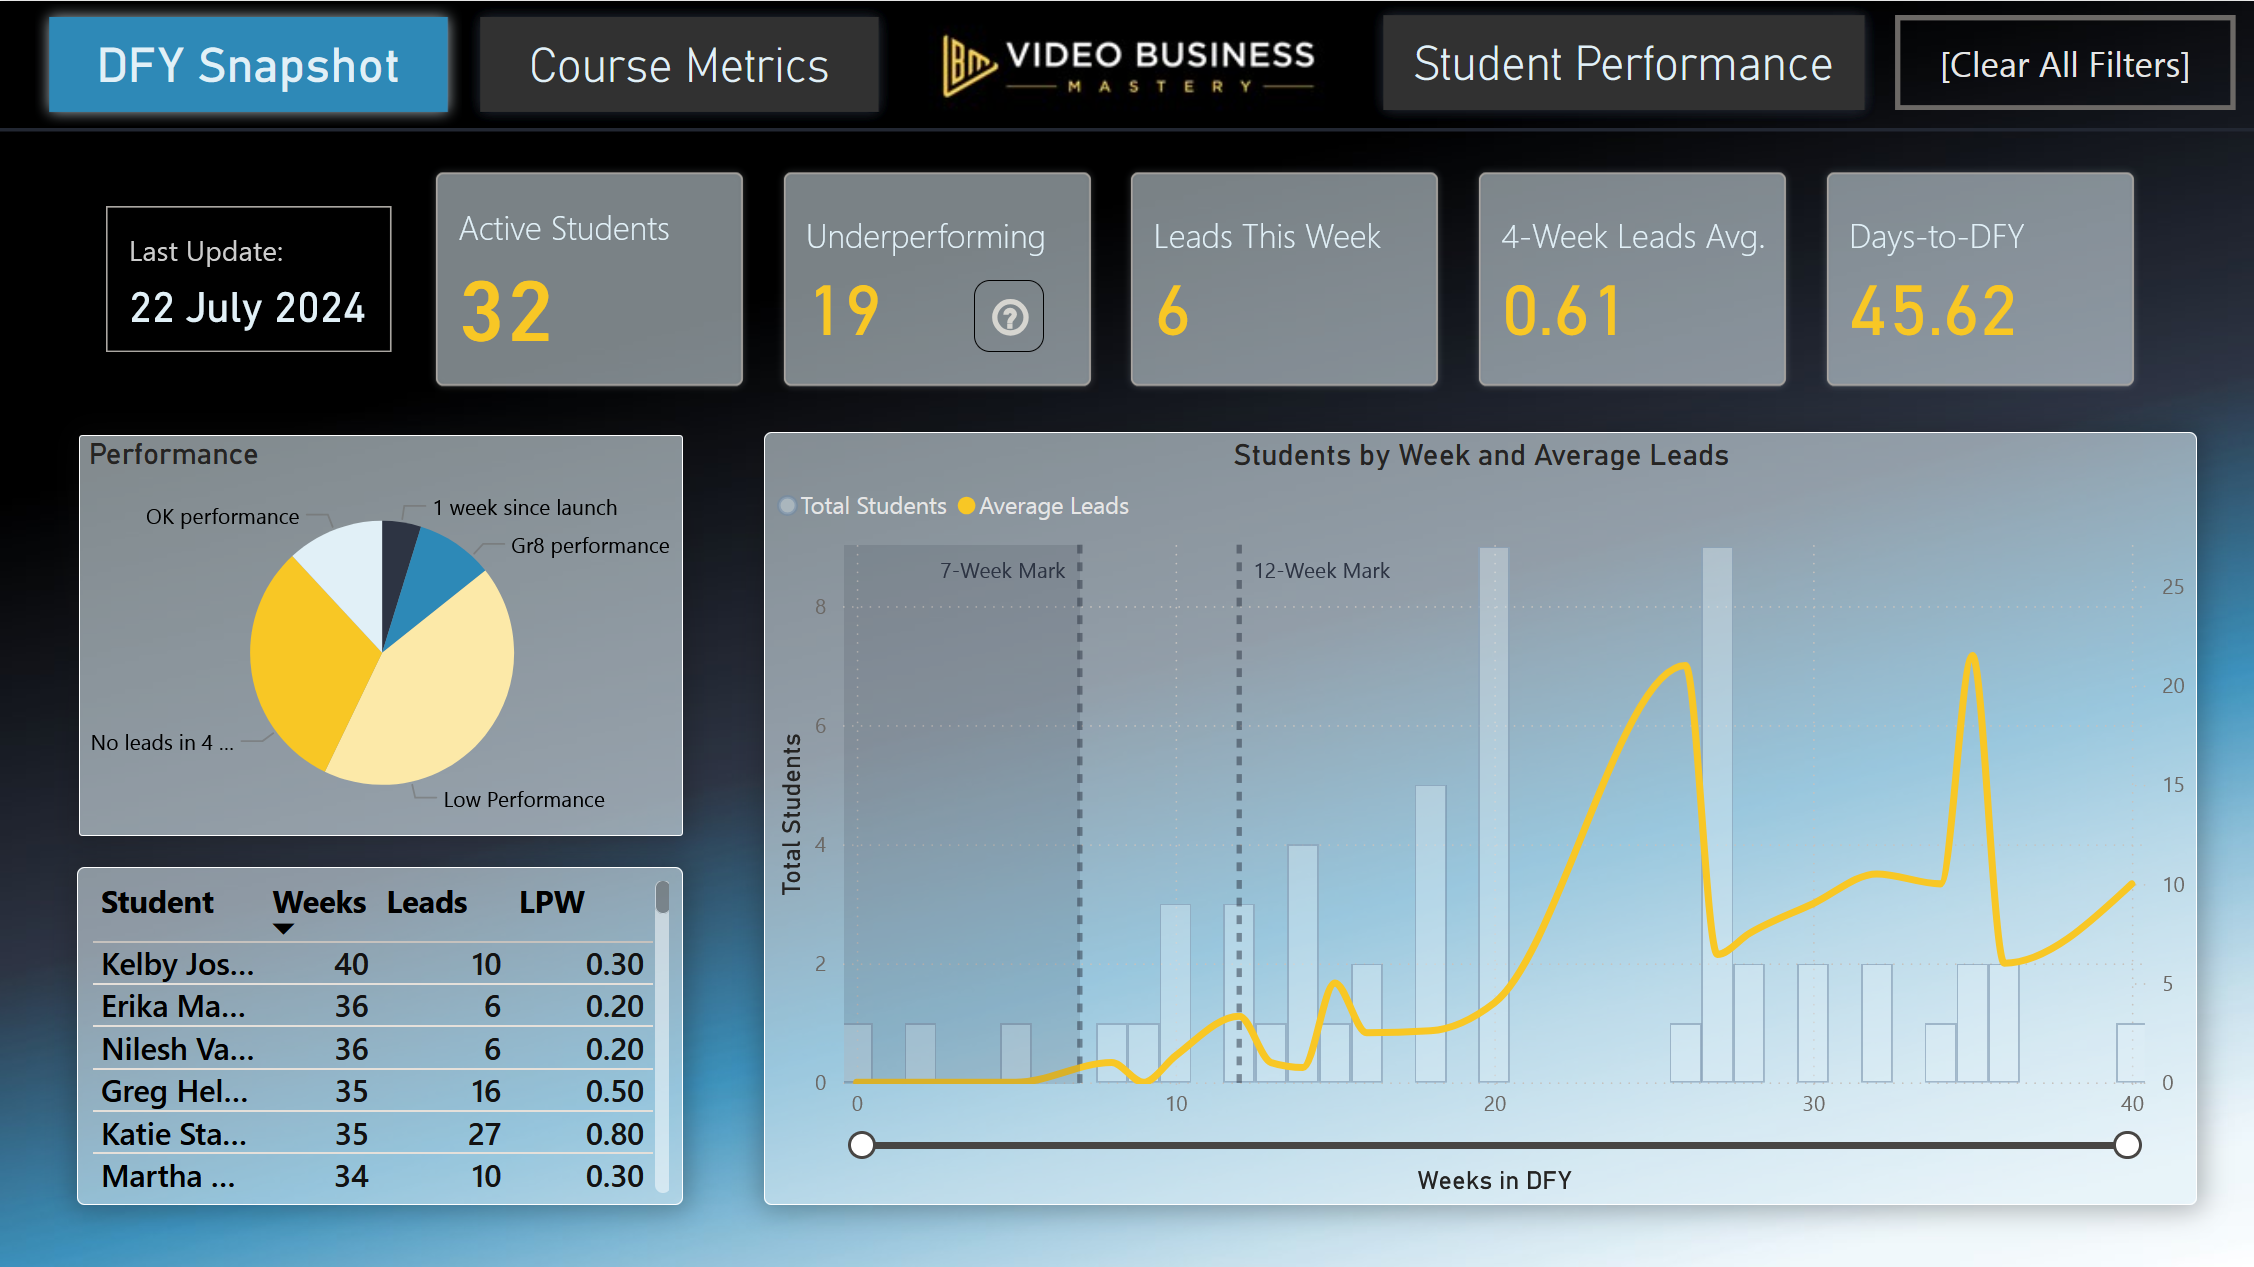 DFY Snapshot
Course Metrics
VIDEO BUSINESS
MASTERY
Student Performance
[Clear All Filters]
Last Update:
22 July 2024
Active Students
32
Underperforming
19
?
Leads This Week
6
4-Week Leads Avg.
0.61
Days-to-DFY
45.62
Performance
OK performance
1 week since launch
Gr8 performance
No leads in 4 ...
Low Performance
Student Weeks Leads LPW
Kelby Jos... 40 10 0.30
Erika Ma... 36 6 0.20
Nilesh Va... 36 6 0.20
Greg Hel... 35 16 0.50
Katie Sta... 35 27 0.80
Martha ... 34 10 0.30
Students by Week and Average Leads
Total Students Average Leads
7-Week Mark
12-Week Mark
Total Students
8
6
4
2
0
25
20
15
10
5
0
0 10 20 30 40
Weeks in DFY